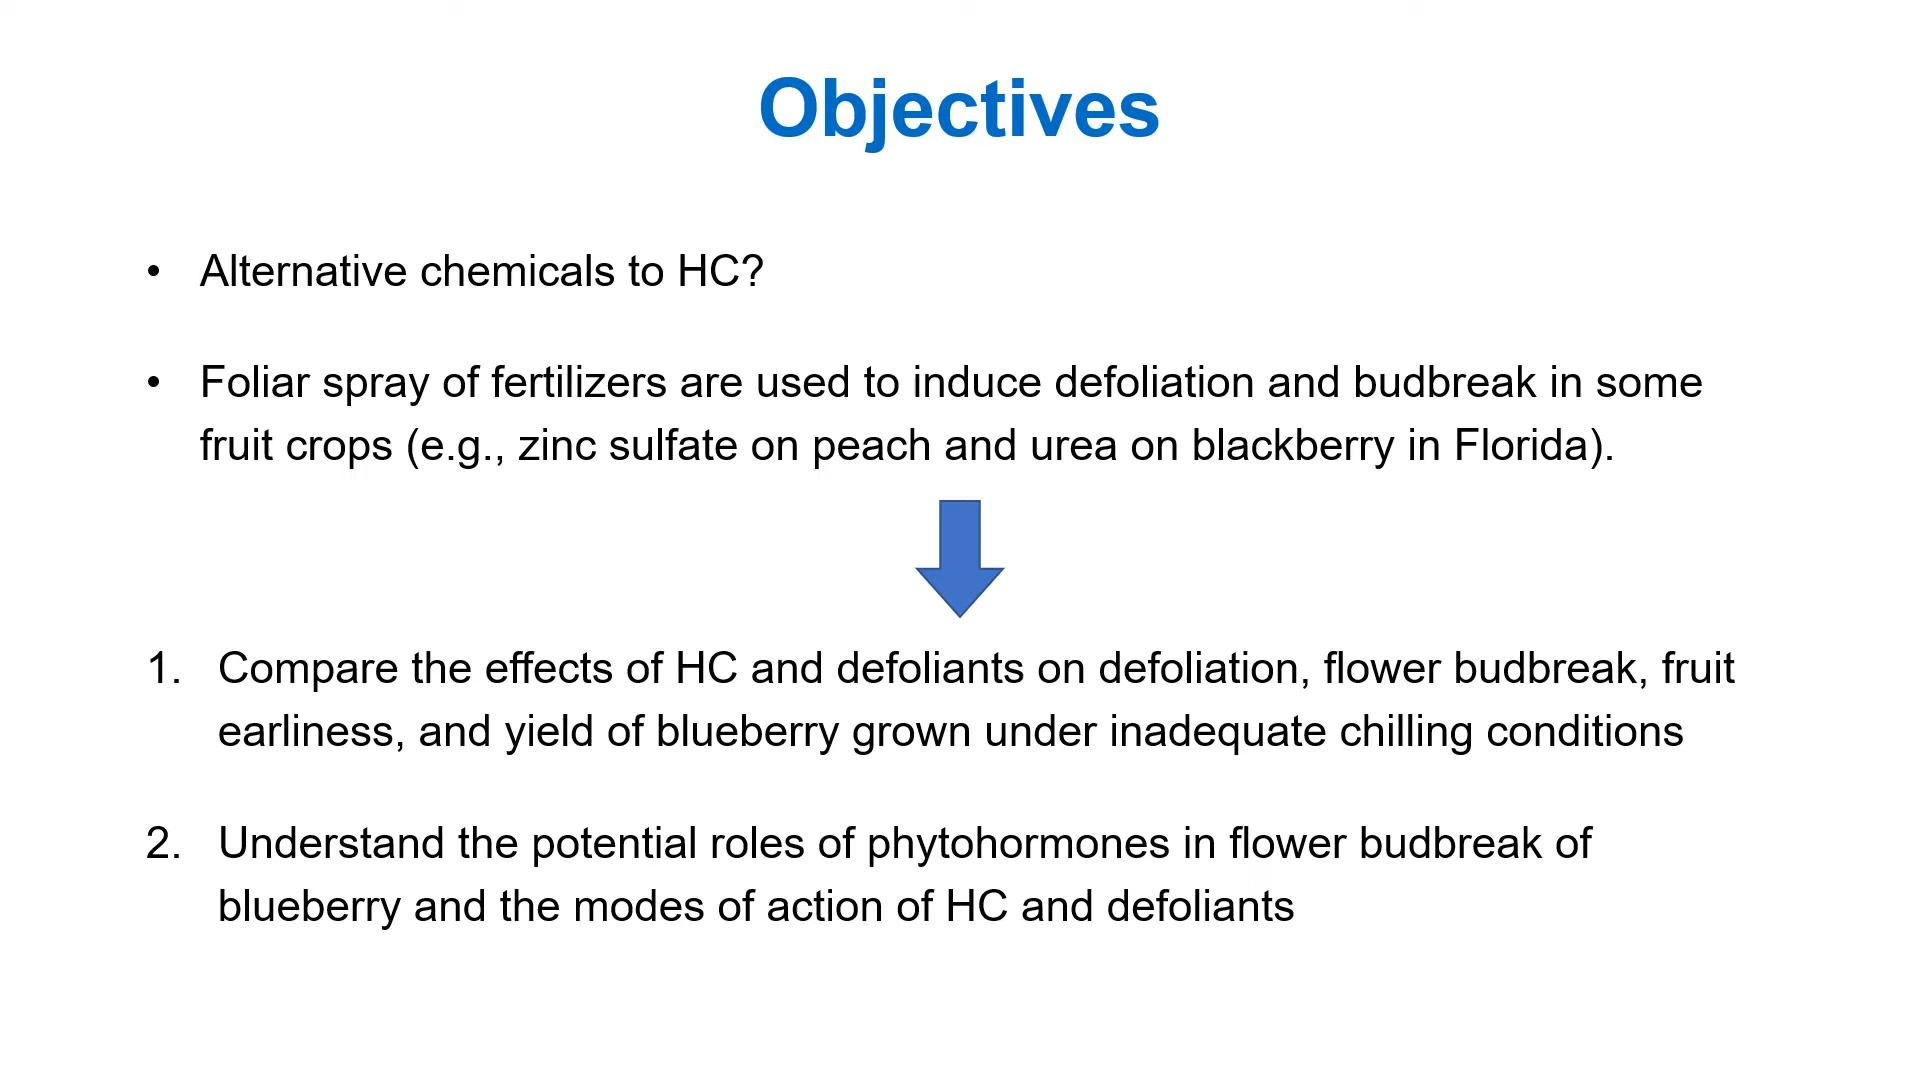 Objectives
• Alternative chemicals to HC?
• Foliar spray of fertilizers are used to induce defoliation and budbreak in some
fruit crops (e.g., zinc sulfate on peach and urea on blackberry in Florida).
1. Compare the effects of HC and defoliants on defoliation, flower budbreak, fruit
earliness, and yield of blueberry grown under inadequate chilling conditions
2. Understand the potential roles of phytohormones in flower budbreak of
blueberry and the modes of action of HC and defoliants